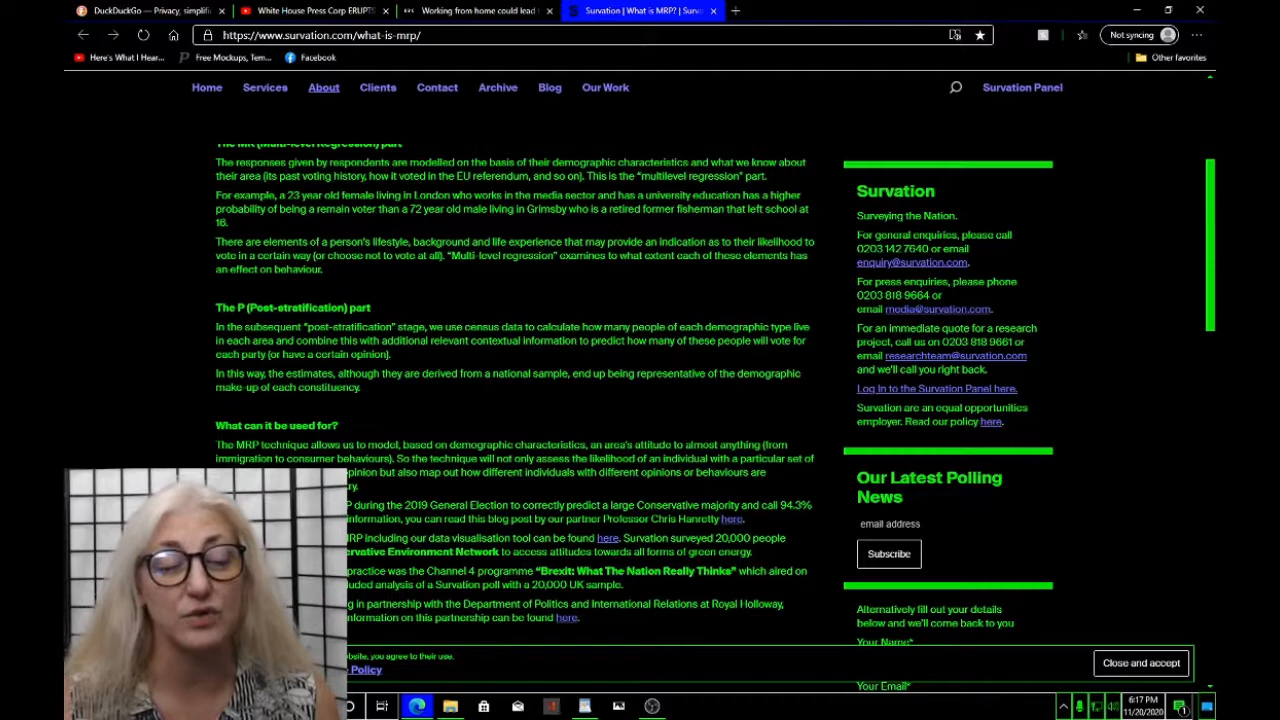 DuckDuckGo — Privacy, simplifi
White House Press Corp ERUPTS
Working from home could lead t
Survation | What is MRP? | Surva
https://www.survation.com/what-is-mrp/
Not syncing
Here's What I Hear...
Free Mockups, Tem...
Facebook
Other favorites
Home
Services
About
Clients
Contact
Archive
Blog
Our Work
Survation Panel
The MR (Multi-level Regression) part
The responses given by respondents are modelled on the basis of their demographic characteristics and what we know about
their area (its past voting history, how it voted in the EU referendum, and so on). This is the “multilevel regression” part.
For example, a 23 year old female living in London who works in the media sector and has a university education has a higher
probability of being a remain voter than a 72 year old male living in Grimsby who is a retired former fisherman that left school at
16.
There are elements of a person's lifestyle, background and life experience that may provide an indication as to their likelihood to
vote in a certain way (or choose not to vote at all). “Multi-level regression” examines to what extent each of these elements has
an effect on behaviour.
The P (Post-stratification) part
In the subsequent “post-stratification” stage, we use census data to calculate how many people of each demographic type live
in each area and combine this with additional relevant contextual information to predict how many of these people will vote for
each party (or have a certain opinion).
In this way, the estimates, although they are derived from a national sample, end up being representative of the demographic
make-up of each constituency.
What can it be used for?
The MRP technique allows us to model, based on demographic characteristics, an area's attitude to almost anything (from
immigration to consumer behaviours). So the technique will not only assess the likelihood of an individual with a particular set of
opinion but also map out how different individuals with different opinions or behaviours are
ry.
P during the 2019 General Election to correctly predict a large Conservative majority and call 94.3%
information, you can read this blog post by our partner Professor Chris Hanretty here.
MRP including our data visualisation tool can be found here. Survation surveyed 20,000 people
ervative Environment Network to access attitudes towards all forms of green energy.
practice was the Channel 4 programme “Brexit: What The Nation Really Thinks” which aired on
cluded analysis of a Survation poll with a 20,000 UK sample.
g in partnership with the Department of Politics and International Relations at Royal Holloway,
information on this partnership can be found here.
Survation
Surveying the Nation.
For general enquiries, please call
0203 142 7640 or email
enquiry@survation.com.
For press enquiries, please phone
0203 818 9664 or
email media@survation.com.
For an immediate quote for a research
project, call us on 0203 818 9661 or
email researchteam@survation.com
and we'll call you right back.
Log In to the Survation Panel here.
Survation are an equal opportunities
employer. Read our policy here.
Our Latest Polling
News
email address
Subscribe
Alternatively fill out your details
below and we'll come back to you
Your Name*
Your Email*
ebsite, you agree to their use.
Policy
Close and accept
6:17 PM
11/20/2020
1